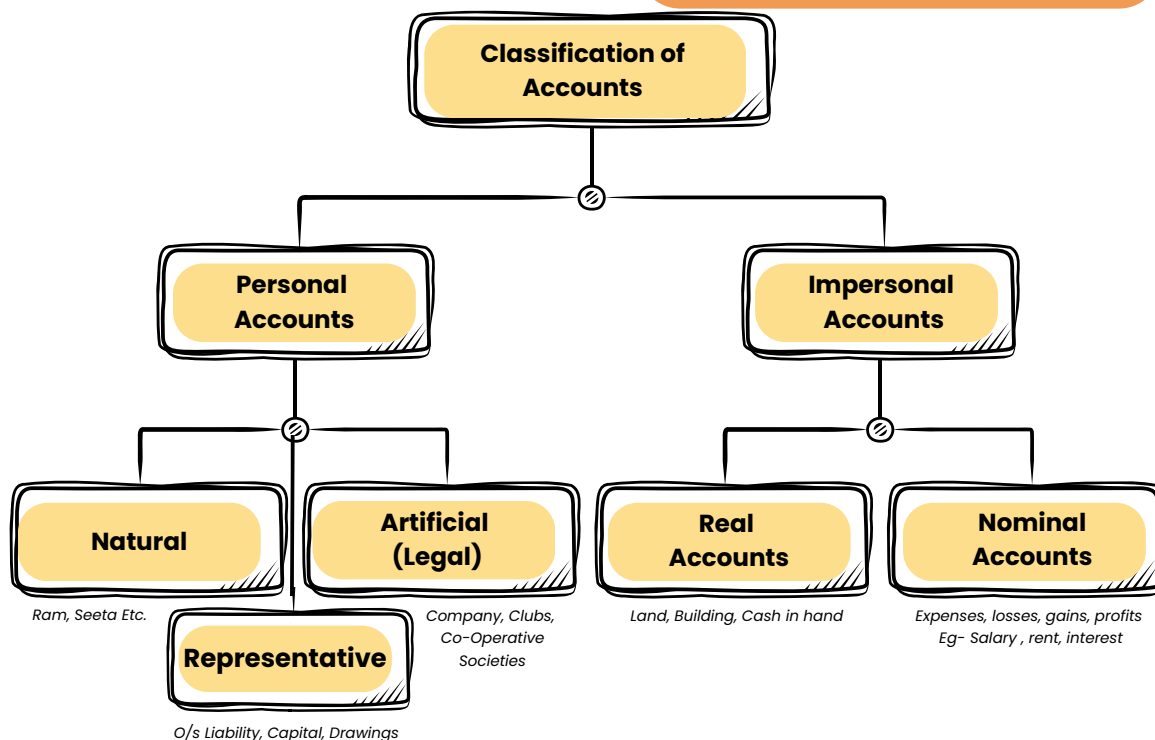 Classification of
Accounts
Personal
Accounts
Impersonal
Accounts
Natural
Artificial
(Legal)
Real
Accounts
Nominal
Accounts
Ram, Seeta Etc.
Company, Clubs,
Co-Operative
Societies
Land, Building, Cash in hand
Expenses, losses, gains, profits
Eg- Salary , rent, interest
Representative
O/s Liability, Capital, Drawings